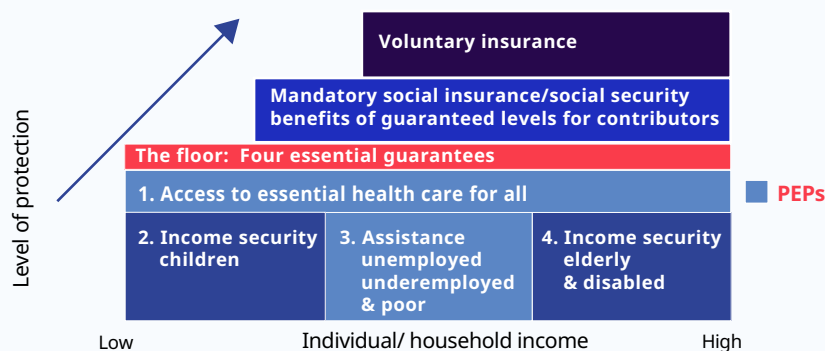 Voluntary insurance
Mandatory social insurance/social security
benefits of guaranteed levels for contributors
The floor: Four essential guarantees
1. Access to essential health care for all
PEPs
2. Income security
children
3. Assistance
unemployed
underemployed
& poor
4. Income security
elderly
& disabled
Level of protection
Low
Individual/ household income
High